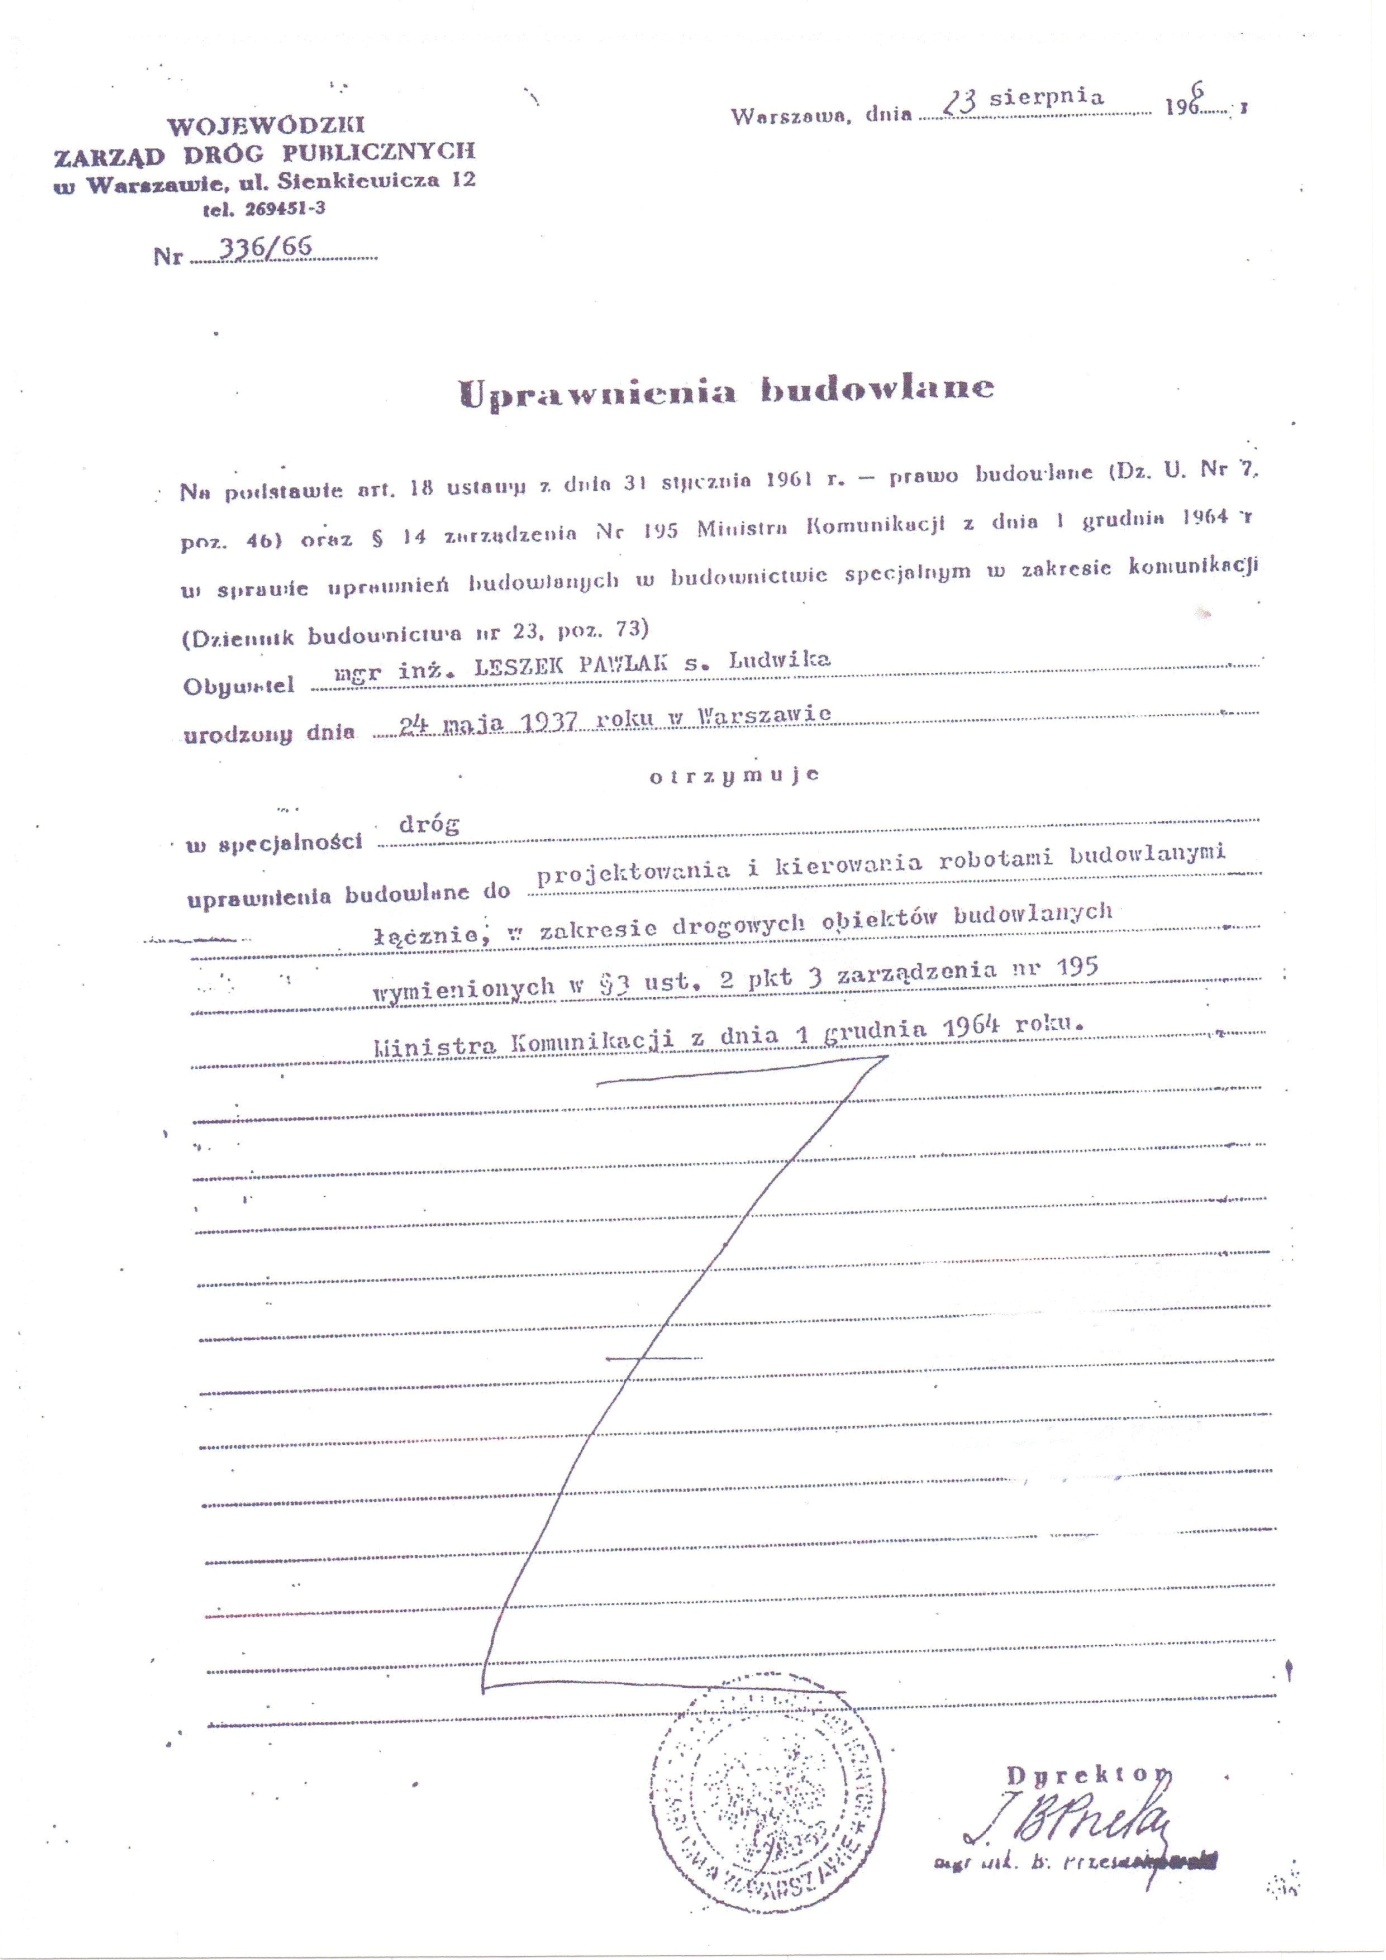 WOJEWÓDZKI
ZARZĄD DRÓG PUBLICZNYCH
w Warszawie, ul. Sienkiewicza 12
tel. 269451-3
Nr 336/66
Warszawa, dnia 23 sierpnia 1966 r
Uprawnienia budowlane
Na podstawie art. 18 ustawy z dnia 31 stycznia 1961 r. — prawo budowlane (Dz. U. Nr 7,
poz. 46) oraz § 14 zarządzenia Nr 195 Ministra Komunikacji z dnia 1 grudnia 1964 r
w sprawie uprawnień budowlanych w budownictwie specjalnym w zakresie komunikacji
(Dziennik budownictwa nr 23, poz. 73)
Obywatel mgr inż. LESZEK PAWLAK s. Ludwika
urodzony dnia 24 maja 1937 roku w Warszawie
otrzymuje
w specjalności dróg
uprawnienia budowlane do projektowania i kierowania robotami budowlanymi
łącznie, w zakresie drogowych obiektów budowlanych
wymienionych w §3 ust. 2 pkt 3 zarządzenia nr 195
Ministra Komunikacji z dnia 1 grudnia 1964 roku.
W WARSZAWIE
Dyrektor
mgr inż. B.